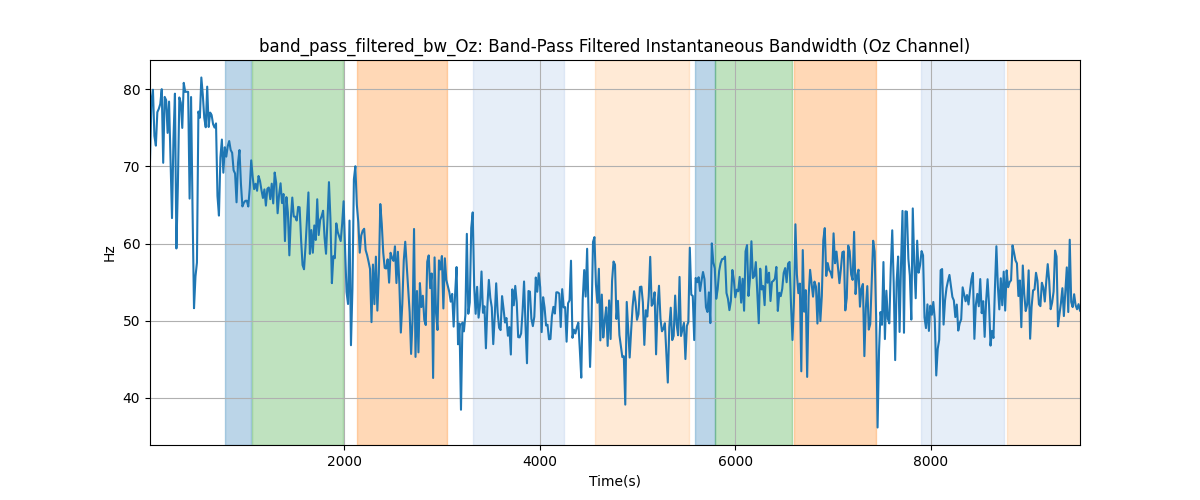 band_pass_filtered_bw_Oz: Band-Pass Filtered Instantaneous Bandwidth (Oz Channel)
80
70
60
50
40
Hz
2000 4000 6000 8000
Time(s)